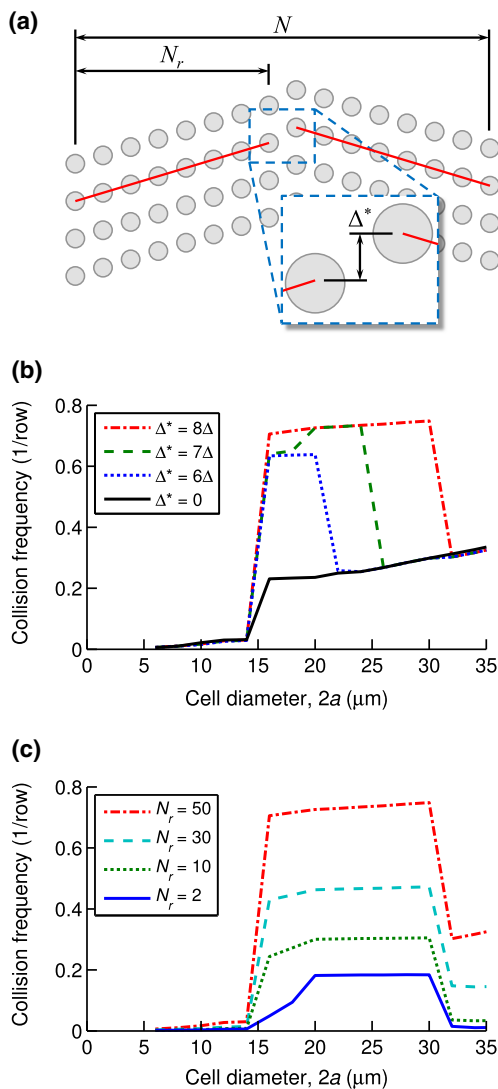 (a)
N
N_r
Δ*
(b)
0.8
0.6
0.4
0.2
0
Collision frequency (1/row)
Δ* = 8Δ
Δ* = 7Δ
Δ* = 6Δ
Δ* = 0
0 5 10 15 20 25 30 35
Cell diameter, 2a (μm)
(c)
0.8
0.6
0.4
0.2
0
Collision frequency (1/row)
N_r = 50
N_r = 30
N_r = 10
N_r = 2
0 5 10 15 20 25 30 35
Cell diameter, 2a (μm)